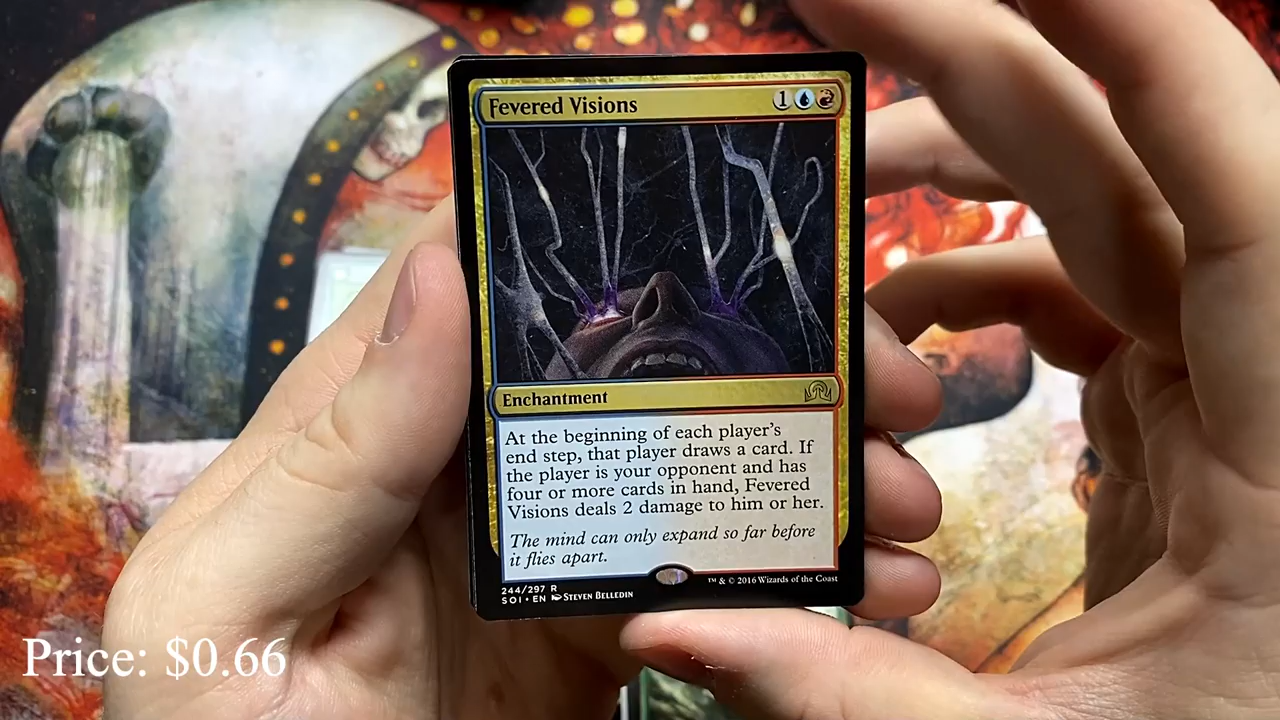 Fevered Visions 1
Enchantment
At the beginning of each player's
end step, that player draws a card. If
the player is your opponent and has
four or more cards in hand, Fevered
Visions deals 2 damage to him or her.
The mind can only expand so far before
it flies apart.
244/297 R
SOI • EN Steven Belledin
™ & © 2016 Wizards of the Coast
Price: $0.66